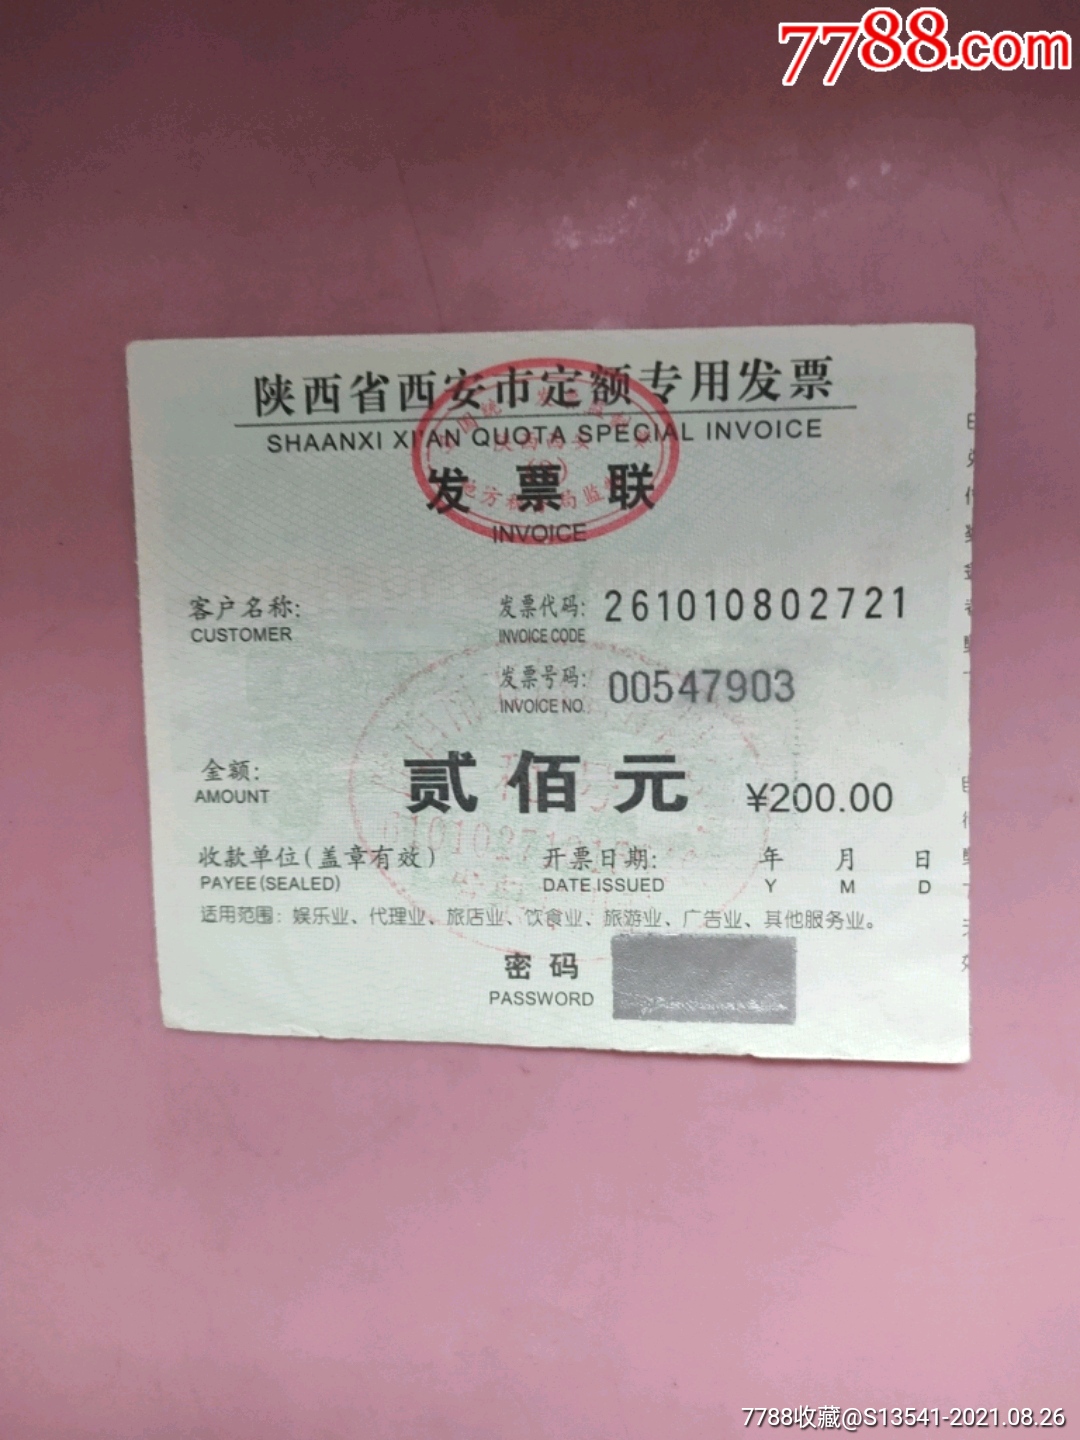 7788.com
陕西省西安市定额专用发票
SHAANXI XI'AN QUOTA SPECIAL INVOICE
发票联
INVOICE
客户名称:
CUSTOMER
发票代码: 261010802721
INVOICE CODE
发票号码: 00547903
INVOICE NO.
金额: 贰佰元 ¥200.00
AMOUNT
收款单位(盖章有效) 开票日期: 年 月 日
PAYEE(SEALED) DATE ISSUED Y M D
适用范围: 娱乐业、代理业、旅店业、饮食业、旅游业、广告业、其他服务业。
密码
PASSWORD
7788收藏@S13541-2021.08.26